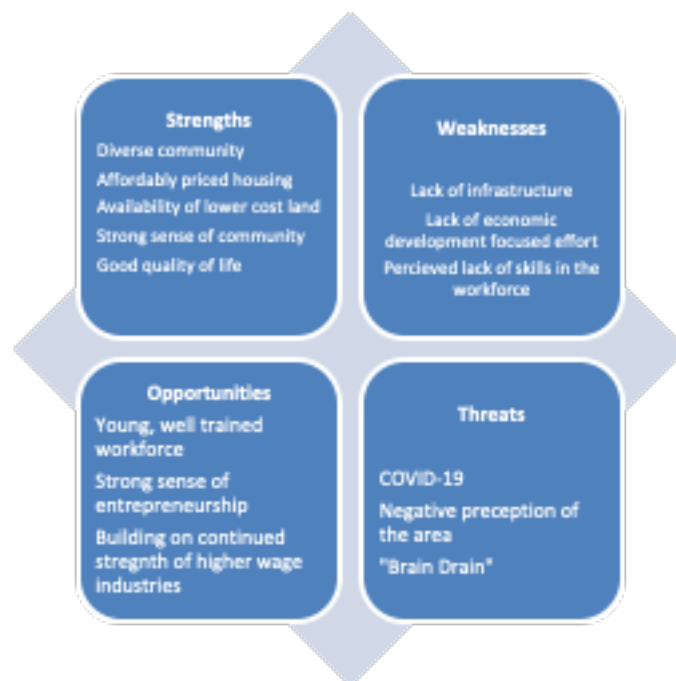 Strengths
Diverse community
Affordably priced housing
Availability of lower cost land
Strong sense of community
Good quality of life
Weaknesses
Lack of infrastructure
Lack of economic
development focused effort
Percieved lack of skills in the
workforce
Opportunities
Young, well trained
workforce
Strong sense of
entrepreneurship
Building on continued
stregnth of higher wage
industries
Threats
COVID-19
Negative preception of
the area
"Brain Drain"